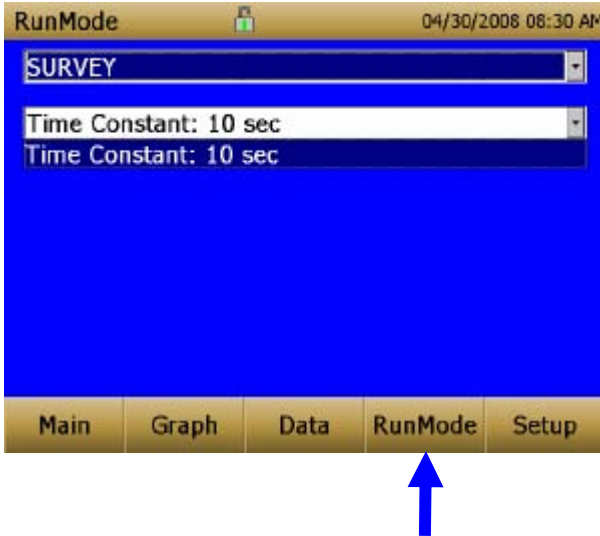 RunMode 04/30/2008 08:30 AM
SURVEY
Time Constant: 10 sec
Time Constant: 10 sec
Main Graph Data RunMode Setup